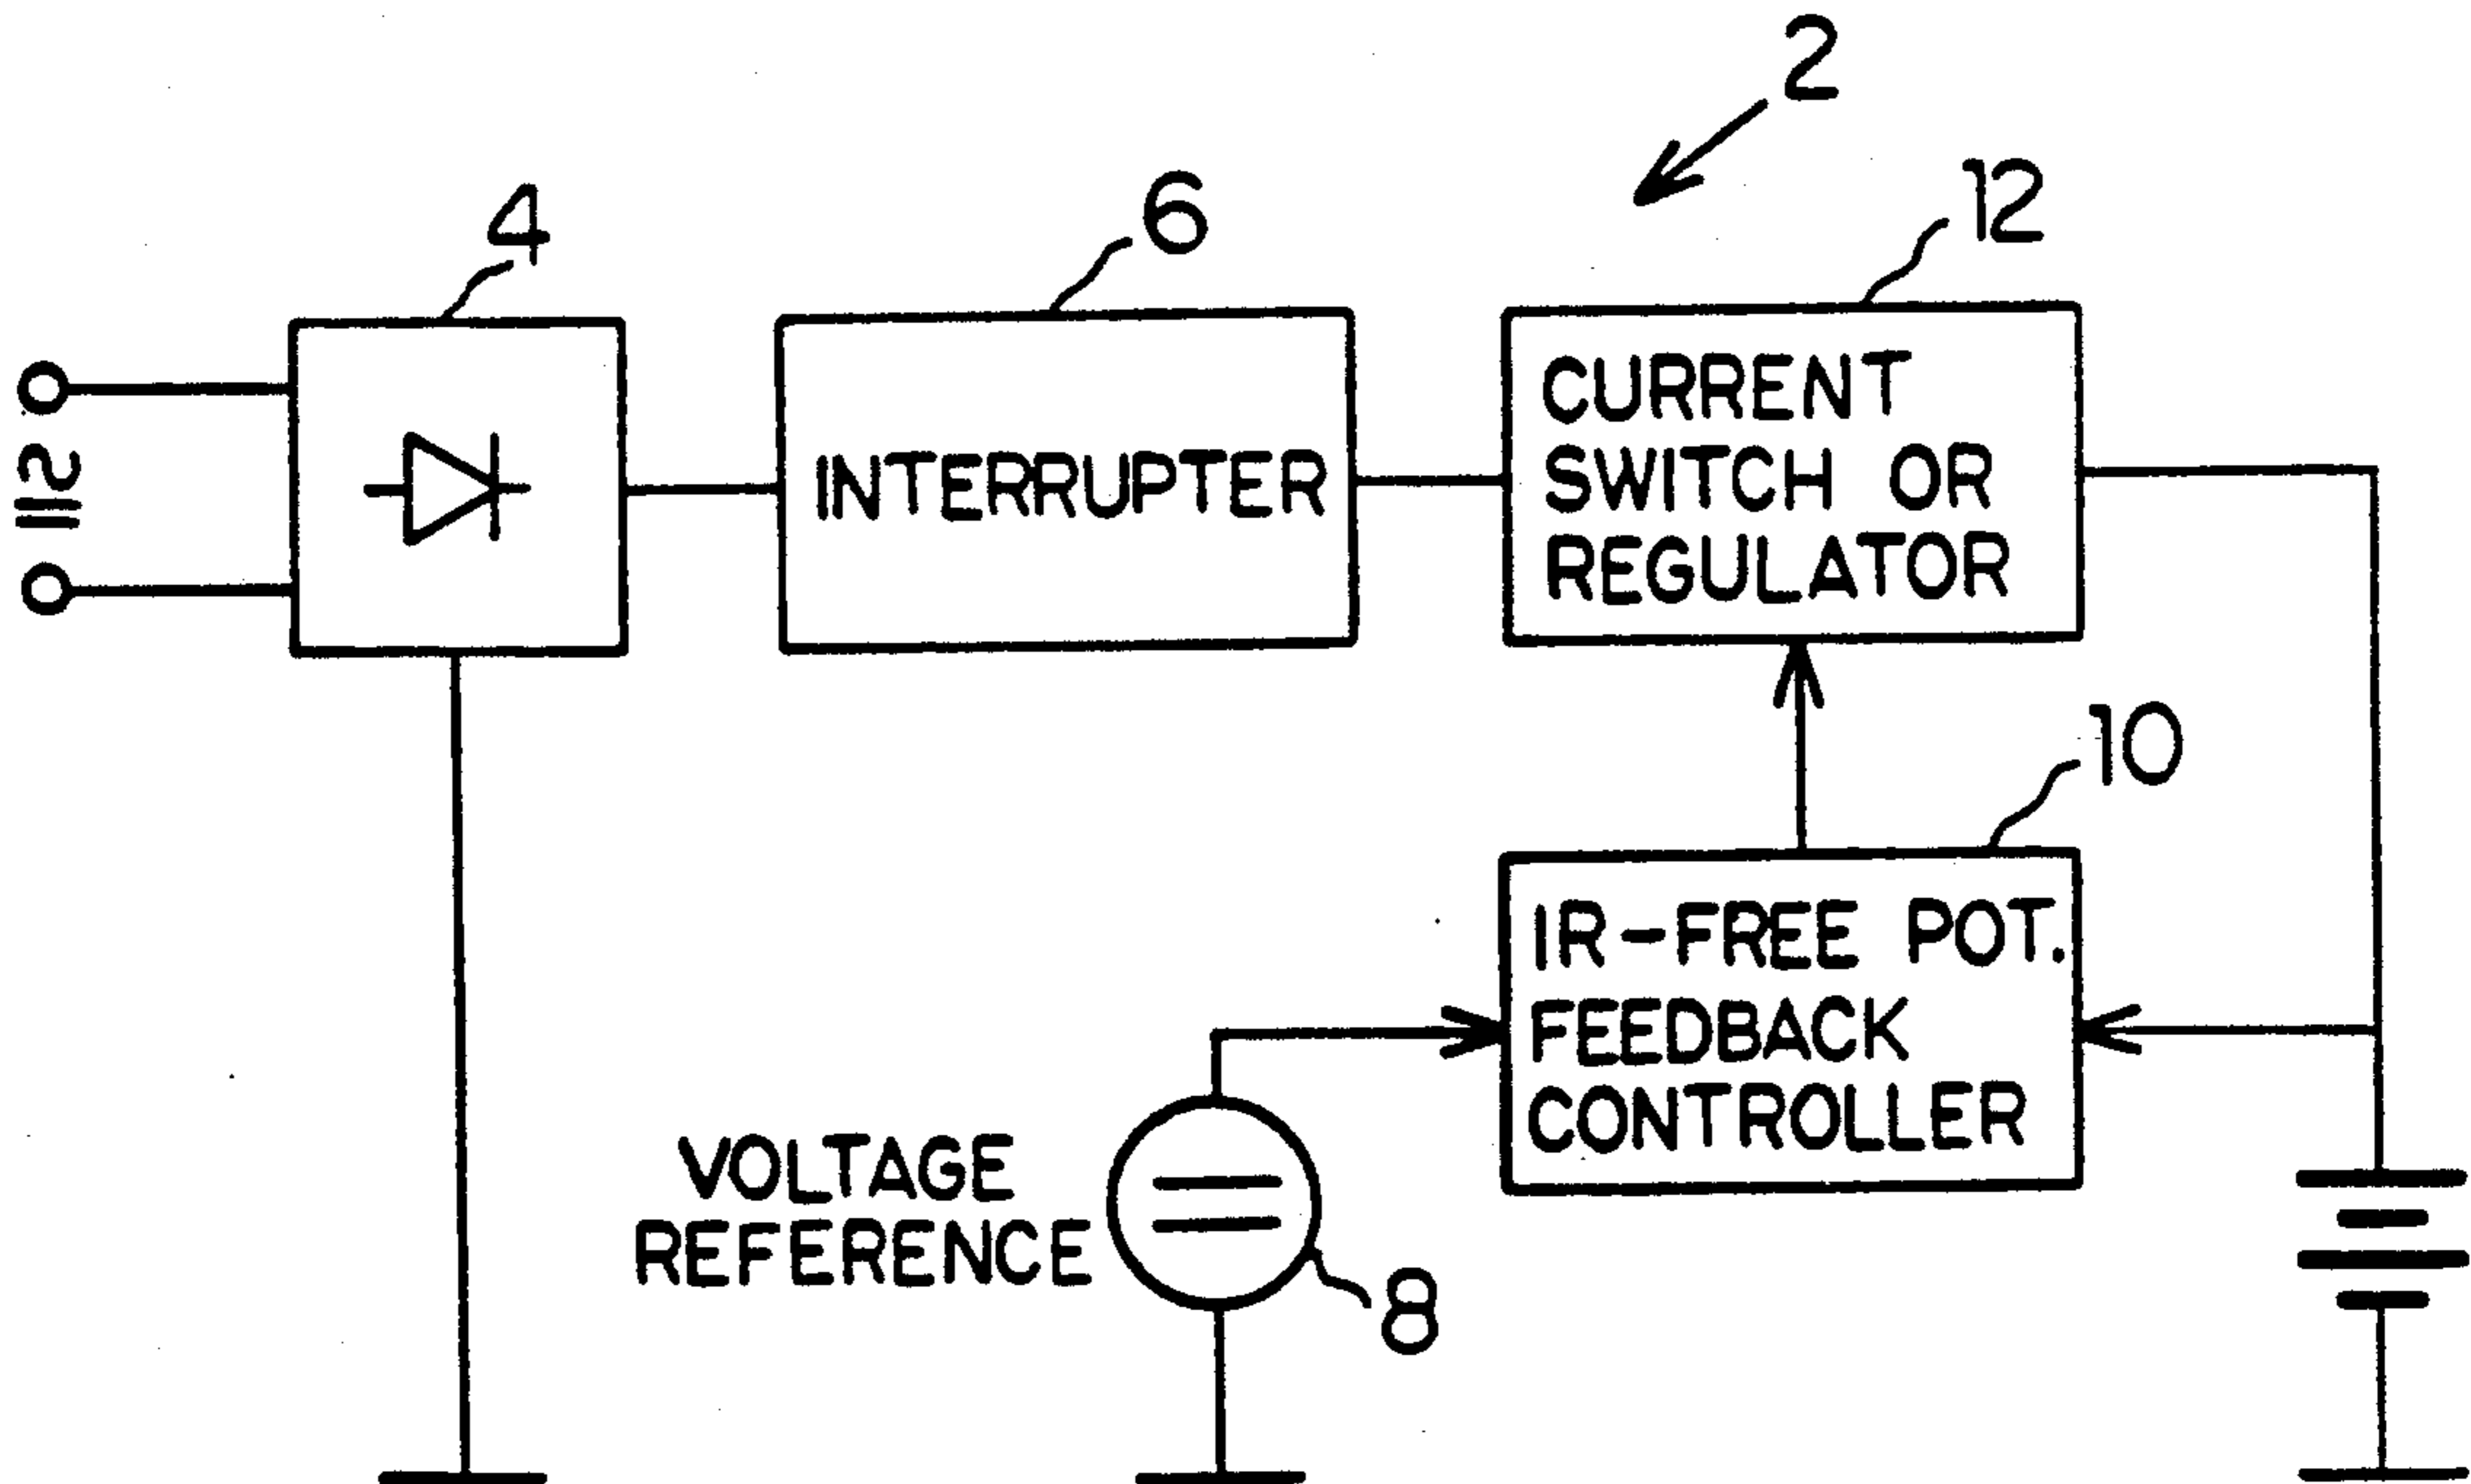 2
4
6
12
112
CURRENT
SWITCH OR
REGULATOR
INTERRUPTER
10
IR-FREE POT.
FEEDBACK
CONTROLLER
VOLTAGE
REFERENCE
8